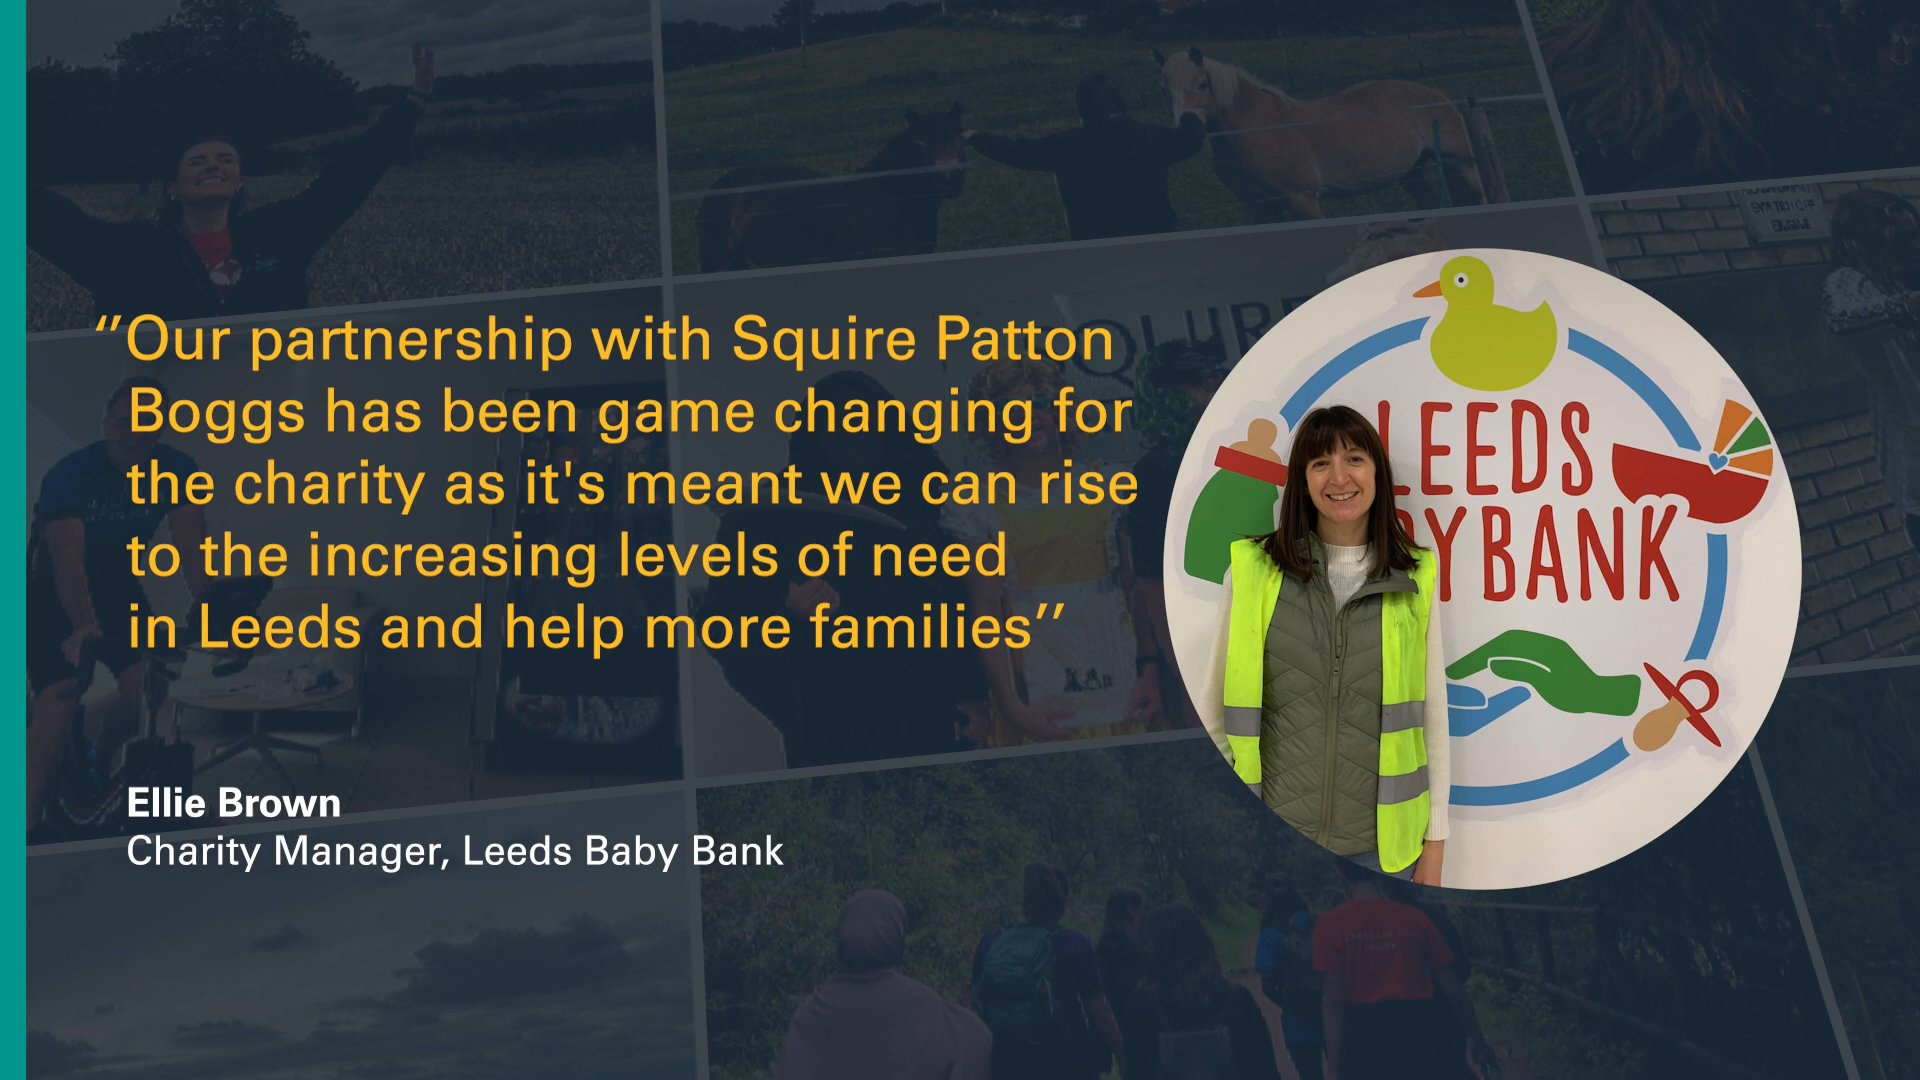 ‘‘Our partnership with Squire Patton
Boggs has been game changing for
the charity as it's meant we can rise
to the increasing levels of need
in Leeds and help more families’’
Ellie Brown
Charity Manager, Leeds Baby Bank
LEEDS
YBANK